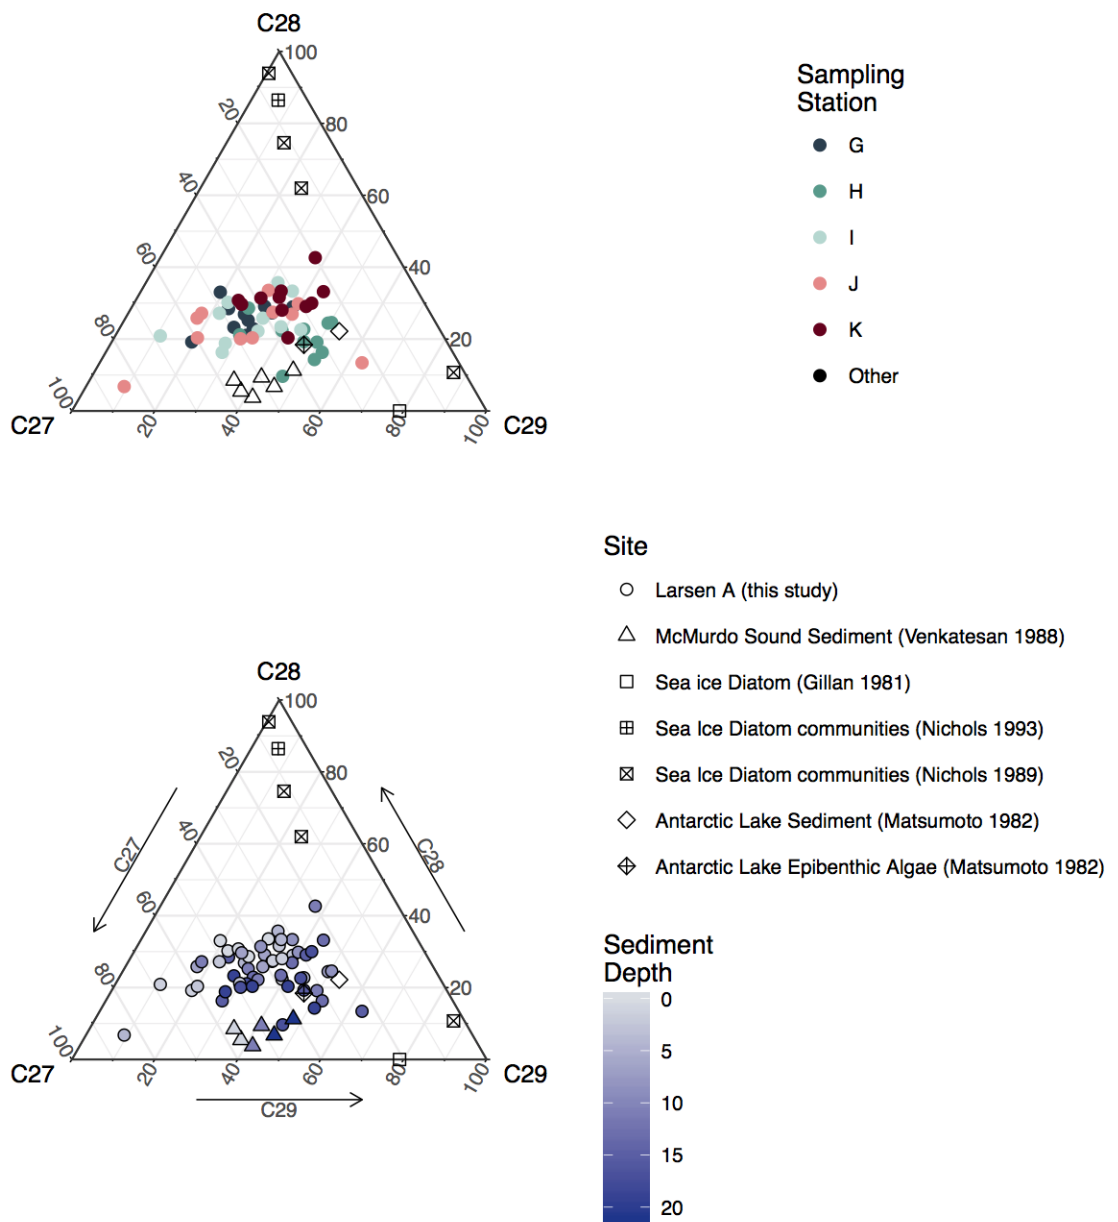 C28
100
20
80
40
60
60
40
80
20
100
C27
C29
20
40
60
80
100
Sampling
Station
G
H
I
J
K
Other
Site
Larsen A (this study)
McMurdo Sound Sediment (Venkatesan 1988)
Sea ice Diatom (Gillan 1981)
Sea Ice Diatom communities (Nichols 1993)
Sea Ice Diatom communities (Nichols 1989)
Antarctic Lake Sediment (Matsumoto 1982)
Antarctic Lake Epibenthic Algae (Matsumoto 1982)
C28
100
20
80
40
60
C27
C28
60
40
80
20
100
C27
C29
20
40
60
80
100
C29
Sediment
Depth
0
5
10
15
20